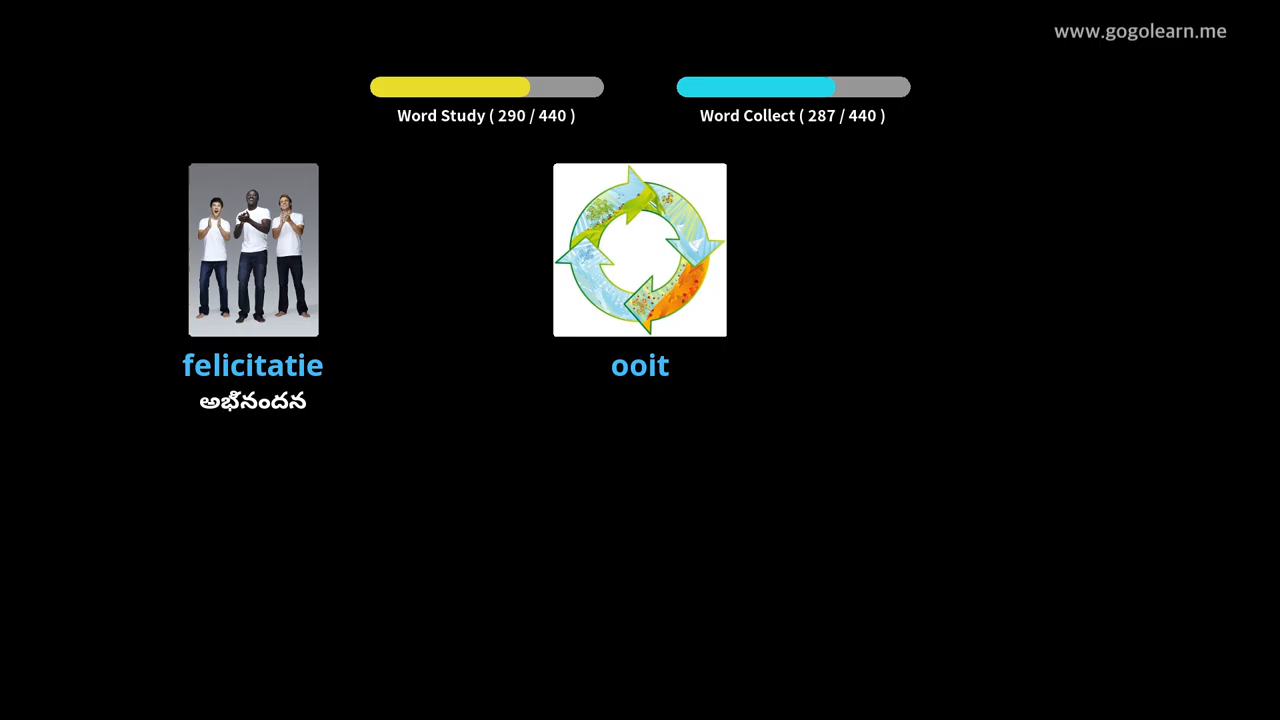 www.gogolearn.me
Word Study ( 290 / 440 )
Word Collect ( 287 / 440 )
felicitatie
ooit
అభినందన